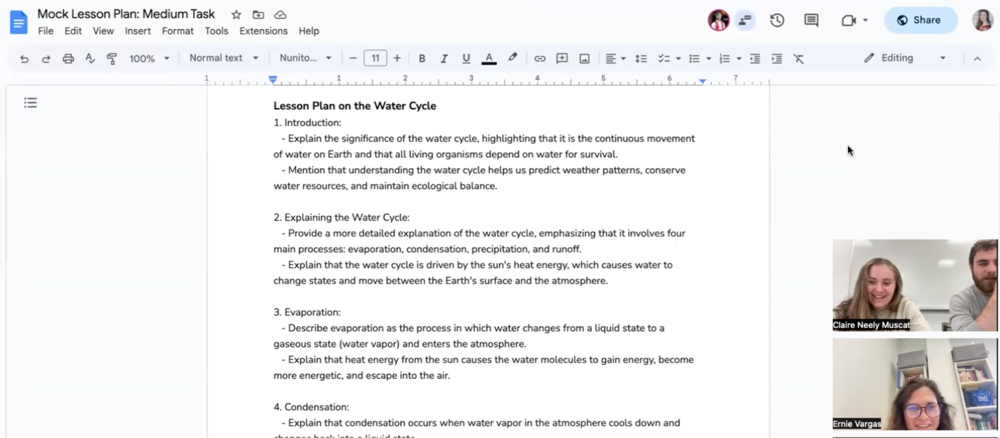 Mock Lesson Plan: Medium Task
File Edit View Insert Format Tools Extensions Help
Share
100% Normal text Nunito... 11 B I U A Editing
1 1 2 3 4 5 6 7
Lesson Plan on the Water Cycle
1. Introduction:
- Explain the significance of the water cycle, highlighting that it is the continuous movement
of water on Earth and that all living organisms depend on water for survival.
- Mention that understanding the water cycle helps us predict weather patterns, conserve
water resources, and maintain ecological balance.
2. Explaining the Water Cycle:
- Provide a more detailed explanation of the water cycle, emphasizing that it involves four
main processes: evaporation, condensation, precipitation, and runoff.
- Explain that the water cycle is driven by the sun's heat energy, which causes water to
change states and move between the Earth's surface and the atmosphere.
3. Evaporation:
- Describe evaporation as the process in which water changes from a liquid state to a
gaseous state (water vapor) and enters the atmosphere.
- Explain that heat energy from the sun causes the water molecules to gain energy, become
more energetic, and escape into the air.
4. Condensation:
- Explain that condensation occurs when water vapor in the atmosphere cools down and
changes back into a liquid state.
Claire Neely Muscat
2022
Ernie Vargas